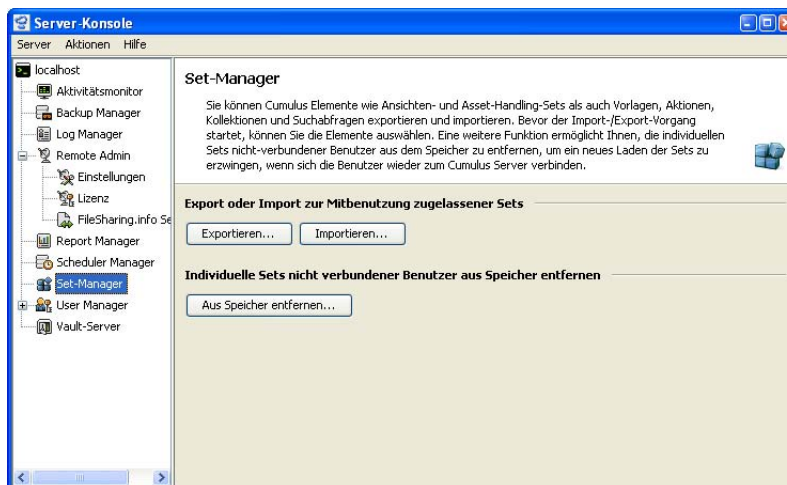 Server-Konsole
Server Aktionen Hilfe
localhost
Aktivitätsmonitor
Backup Manager
Log Manager
Remote Admin
Einstellungen
Lizenz
FileSharing.info Se
Report Manager
Scheduler Manager
Set-Manager
User Manager
Vault-Server
Set-Manager
Sie können Cumulus Elemente wie Ansichten- und Asset-Handling-Sets als auch Vorlagen, Aktionen,
Kollektionen und Suchabfragen exportieren und importieren. Bevor der Import-/Export-Vorgang
startet, können Sie die Elemente auswählen. Eine weitere Funktion ermöglicht Ihnen, die individuellen
Sets nicht-verbundener Benutzer aus dem Speicher zu entfernen, um ein neues Laden der Sets zu
erzwingen, wenn sich die Benutzer wieder zum Cumulus Server verbinden.
Export oder Import zur Mitbenutzung zugelassener Sets
Exportieren... Importieren...
Individuelle Sets nicht verbundener Benutzer aus Speicher entfernen
Aus Speicher entfernen...